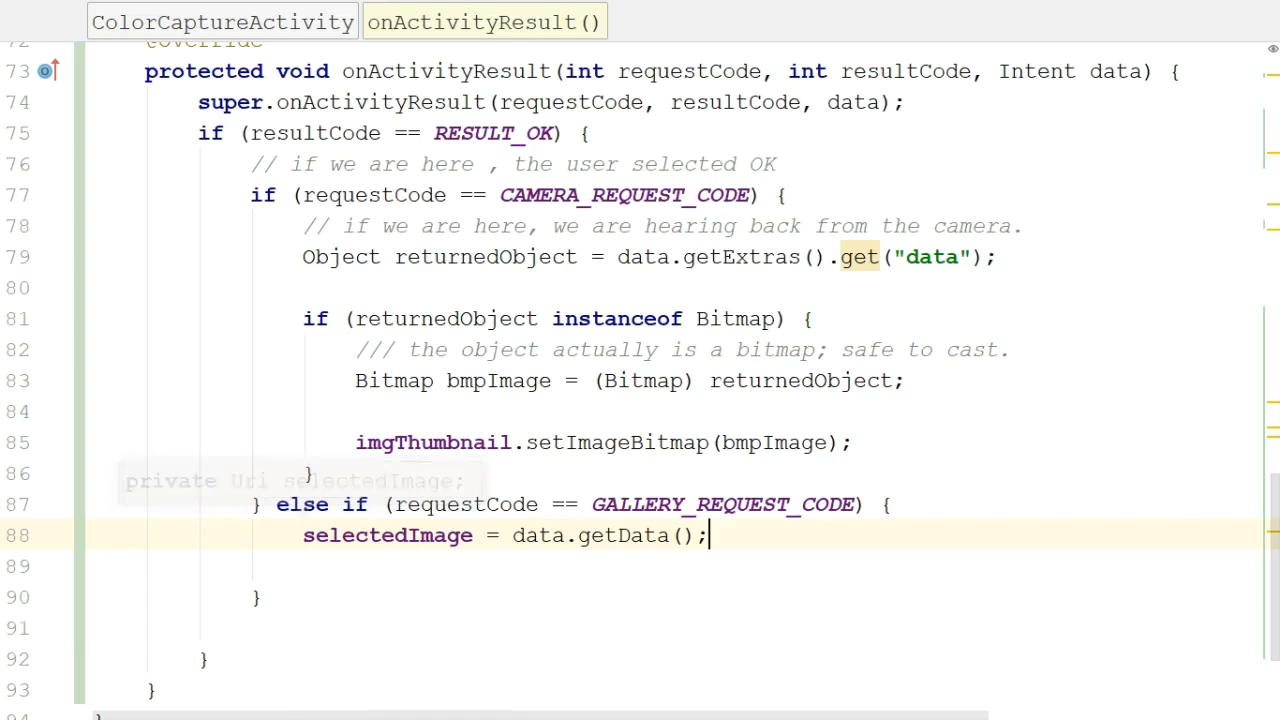 ColorCaptureActivity onActivityResult()
72 @Override
73 protected void onActivityResult(int requestCode, int resultCode, Intent data) {
74 super.onActivityResult(requestCode, resultCode, data);
75 if (resultCode == RESULT_OK) {
76 // if we are here , the user selected OK
77 if (requestCode == CAMERA_REQUEST_CODE) {
78 // if we are here, we are hearing back from the camera.
79 Object returnedObject = data.getExtras().get("data");
80
81 if (returnedObject instanceof Bitmap) {
82 /// the object actually is a bitmap; safe to cast.
83 Bitmap bmpImage = (Bitmap) returnedObject;
84
85 imgThumbnail.setImageBitmap(bmpImage);
86 }
private Uri selectedImage;
87 } else if (requestCode == GALLERY_REQUEST_CODE) {
88 selectedImage = data.getData();
89
90 }
91
92 }
93 }
94 }